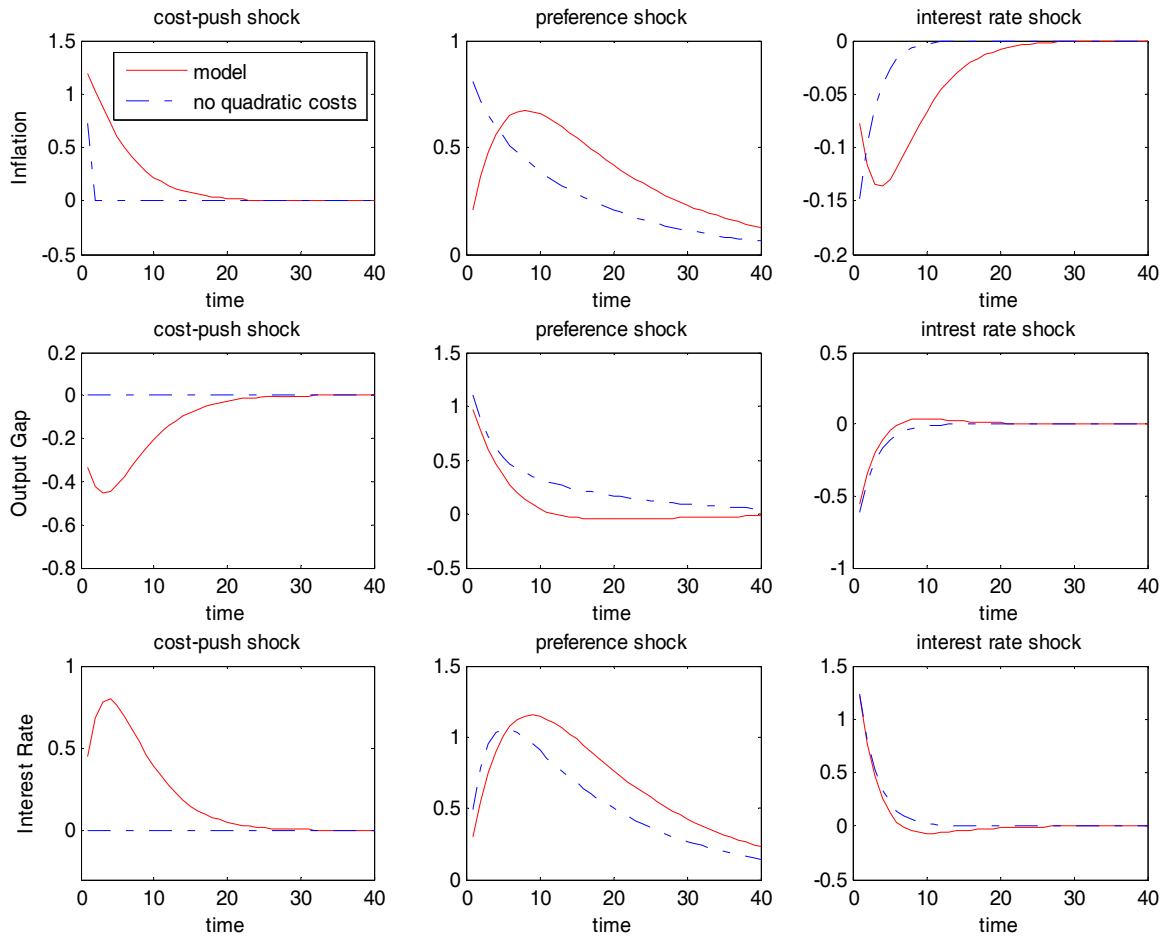 cost-push shock
preference shock
interest rate shock
1.5
1
0.5
0
-0.5
Inflation
model
no quadratic costs
0 10 20 30 40
time
1
0.5
0
0 10 20 30 40
time
0
-0.05
-0.1
-0.15
-0.2
0 10 20 30 40
time
cost-push shock
preference shock
intrest rate shock
0.2
0
-0.2
-0.4
-0.6
-0.8
Output Gap
0 10 20 30 40
time
1.5
1
0.5
0
-0.5
0 10 20 30 40
time
0.5
0
-0.5
-1
0 10 20 30 40
time
cost-push shock
preference shock
interest rate shock
1
0.5
0
Interest Rate
0 10 20 30 40
time
1.5
1
0.5
0
0 10 20 30 40
time
1.5
1
0.5
0
-0.5
0 10 20 30 40
time